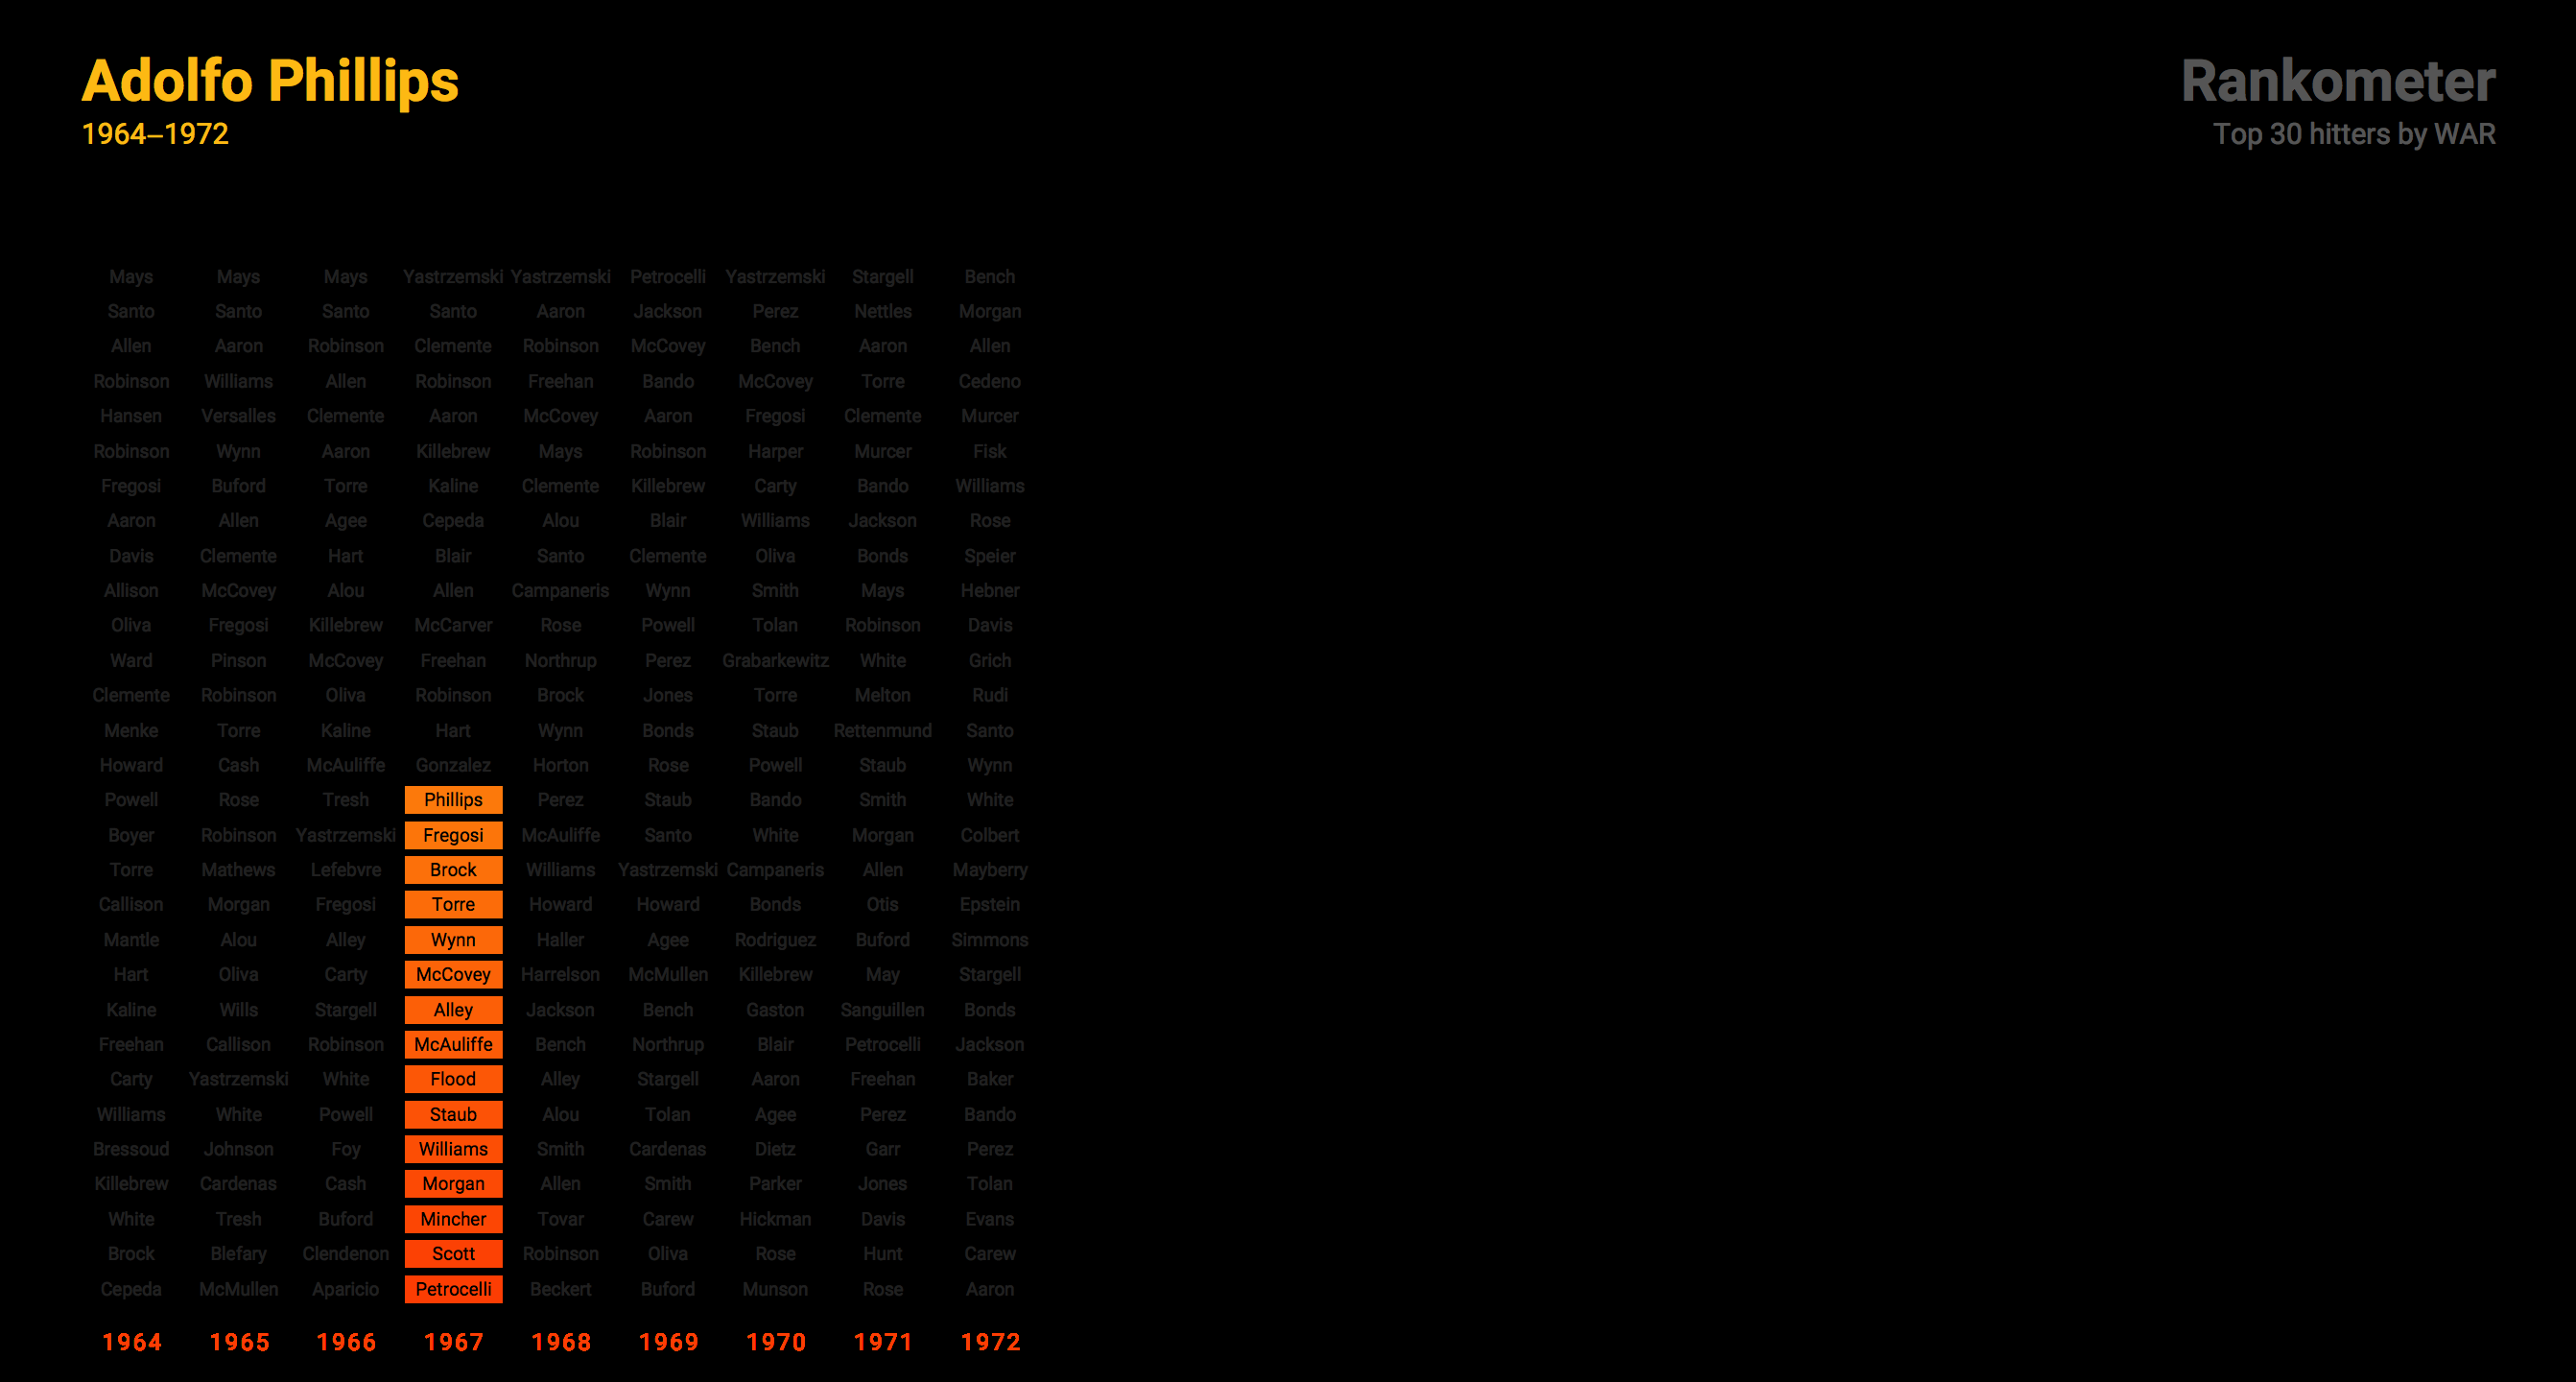 Adolfo Phillips
1964–1972
Rankometer
Top 30 hitters by WAR
Mays Mays Mays Yastrzemski Yastrzemski Petrocelli Yastrzemski Stargell Bench
Santo Santo Santo Santo Aaron Jackson Perez Nettles Morgan
Allen Aaron Robinson Clemente Robinson McCovey Bench Aaron Allen
Robinson Williams Allen Robinson Freehan Bando McCovey Torre Cedeno
Hansen Versalles Clemente Aaron McCovey Aaron Fregosi Clemente Murcer
Robinson Wynn Aaron Killebrew Mays Robinson Harper Murcer Fisk
Fregosi Buford Torre Kaline Clemente Killebrew Carty Bando Williams
Aaron Allen Agee Cepeda Alou Blair Williams Jackson Rose
Davis Clemente Hart Blair Santo Clemente Oliva Bonds Speier
Allison McCovey Alou Allen Campaneris Wynn Smith Mays Hebner
Oliva Fregosi Killebrew McCarver Rose Powell Tolan Robinson Davis
Ward Pinson McCovey Freehan Northrup Perez Grabarkewitz White Grich
Clemente Robinson Oliva Robinson Brock Jones Torre Melton Rudi
Menke Torre Kaline Hart Wynn Bonds Staub Rettenmund Santo
Howard Cash McAuliffe Gonzalez Horton Rose Powell Staub Wynn
Powell Rose Tresh Phillips Perez Staub Bando Smith White
Boyer Robinson Yastrzemski Fregosi McAuliffe Santo White Morgan Colbert
Torre Mathews Lefebvre Brock Williams Yastrzemski Campaneris Allen Mayberry
Callison Morgan Fregosi Torre Howard Howard Bonds Otis Epstein
Mantle Alou Alley Wynn Haller Agee Rodriguez Buford Simmons
Hart Oliva Carty McCovey Harrelson McMullen Killebrew May Stargell
Kaline Wills Stargell Alley Jackson Bench Gaston Sanguillen Bonds
Freehan Callison Robinson McAuliffe Bench Northrup Blair Petrocelli Jackson
Carty Yastrzemski White Flood Alley Stargell Aaron Freehan Baker
Williams White Powell Staub Alou Tolan Agee Perez Bando
Bressoud Johnson Foy Williams Smith Cardenas Dietz Garr Perez
Killebrew Cardenas Cash Morgan Allen Smith Parker Jones Tolan
White Tresh Buford Mincher Tovar Carew Hickman Davis Evans
Brock Blefary Clendenon Scott Robinson Oliva Rose Hunt Carew
Cepeda McMullen Aparicio Petrocelli Beckert Buford Munson Rose Aaron
1964 1965 1966 1967 1968 1969 1970 1971 1972